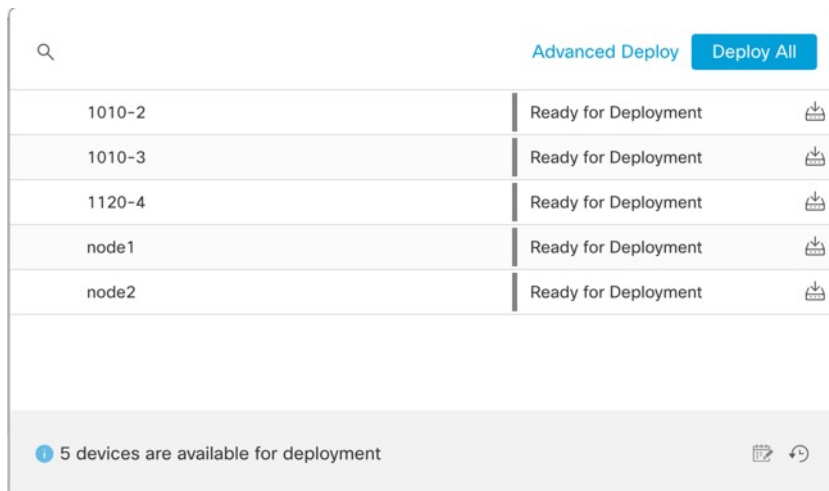 Advanced Deploy Deploy All
1010-2 Ready for Deployment
1010-3 Ready for Deployment
1120-4 Ready for Deployment
node1 Ready for Deployment
node2 Ready for Deployment
5 devices are available for deployment